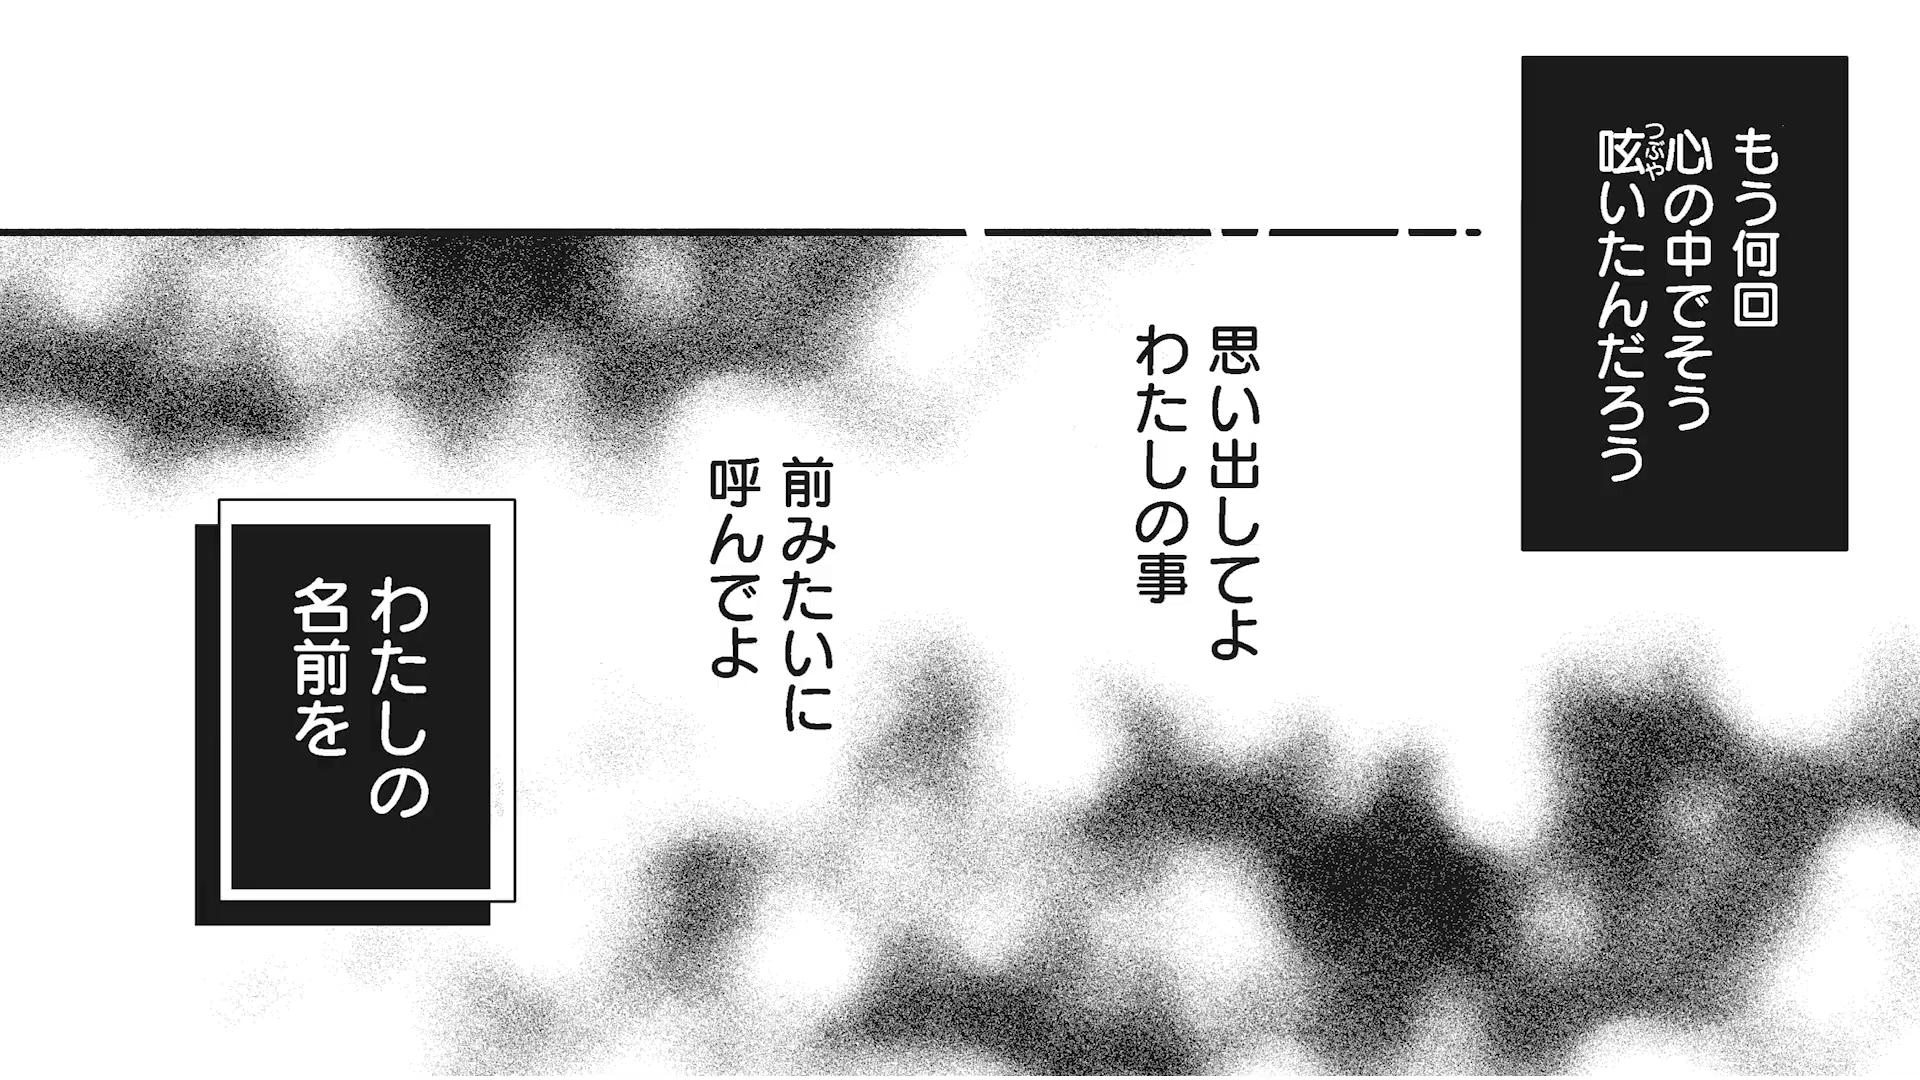 もう何回
心の中でそう
呟いたんだろう
つぶや
思い出してよ
わたしの事
前みたいに
呼んでよ
わたしの
名前を